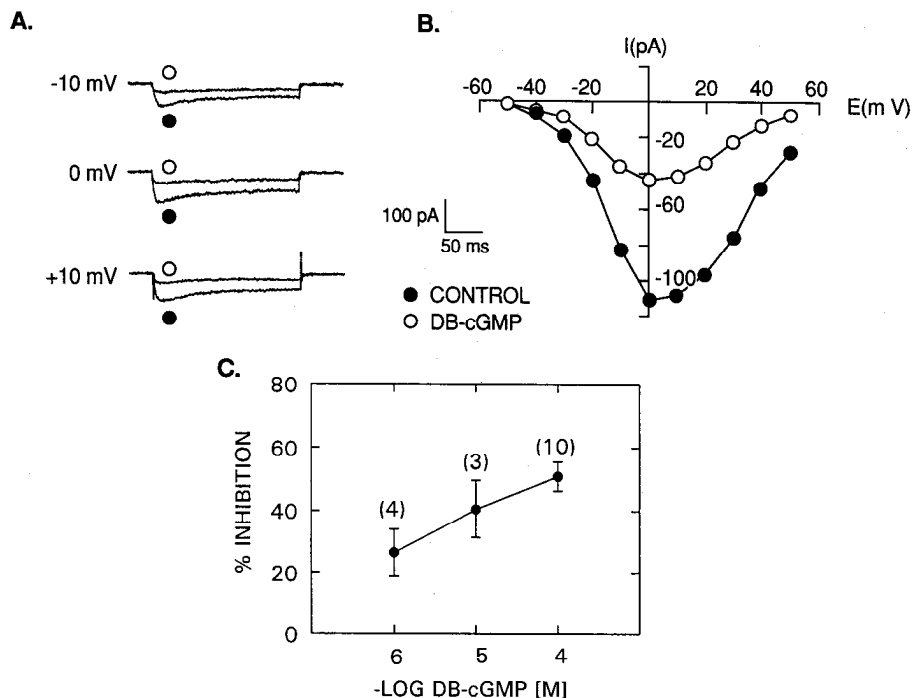 A.
-10 mV
0 mV
+10 mV
100 pA
50 ms
CONTROL
DB-cGMP
B.
I(pA)
-60 -40 -20 0 20 40 60
E(m V)
-20
-60
-100
C.
% INHIBITION
80
60
40
20
0
(4)
(3)
(10)
6 5 4
-LOG DB-cGMP [M]